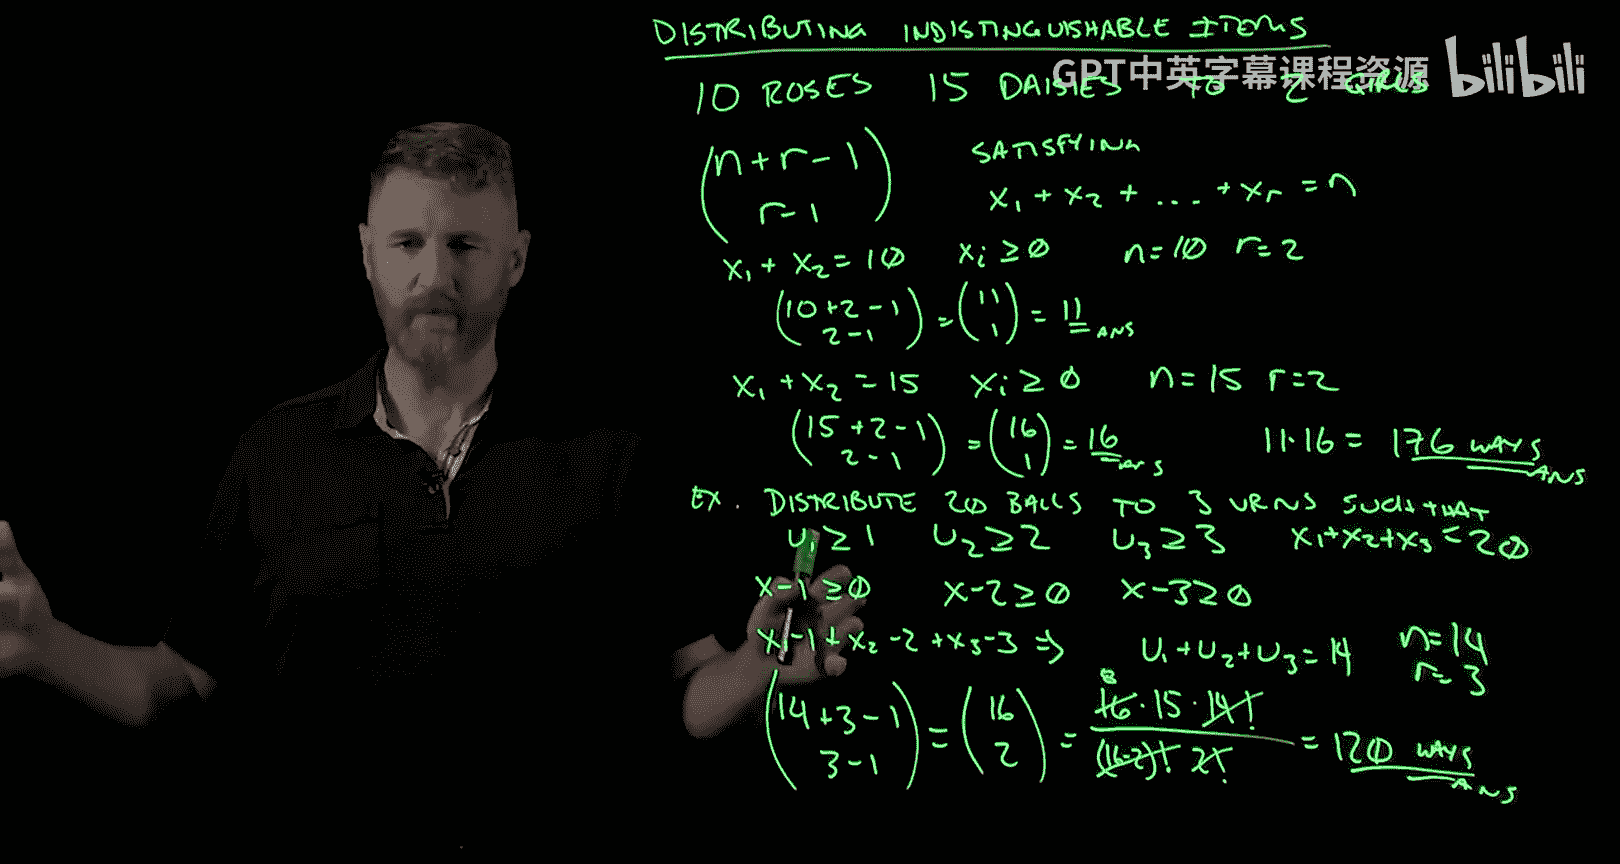 DISTRIBUTING INDISTINGUISHABLE ITEMS
GPT中英字幕课程资源 bilibili
10 ROSES 15 DAISIES TO 2 GIRLS
(n+r-1 / r-1) SATISFYING
x₁ + x₂ + ... + xᵣ = n
x₁ + x₂ = 10 xᵢ ≥ 0 n=10 r=2
(10+2-1 / 2-1) = (11 / 1) = 11 ANS
x₁ + x₂ = 15 xᵢ ≥ 0 n=15 r=2
(15+2-1 / 2-1) = (16 / 1) = 16 ANS 11·16 = 176 WAYS ANS
EX. DISTRIBUTE 20 BALLS TO 3 URNS SUCH THAT
U₁ ≥ 1 U₂ ≥ 2 U₃ ≥ 3 x₁+x₂+x₃ = 20
x-1 ≥ 0 x-2 ≥ 0 x-3 ≥ 0
x₁-1 + x₂-2 + x₃-3 ⇒ U₁+U₂+U₃ = 14 n=14 r=3
(14+3-1 / 3-1) = (16 / 2) = 8 16·15·14! / (16-2)! 2! = 120 WAYS ANS